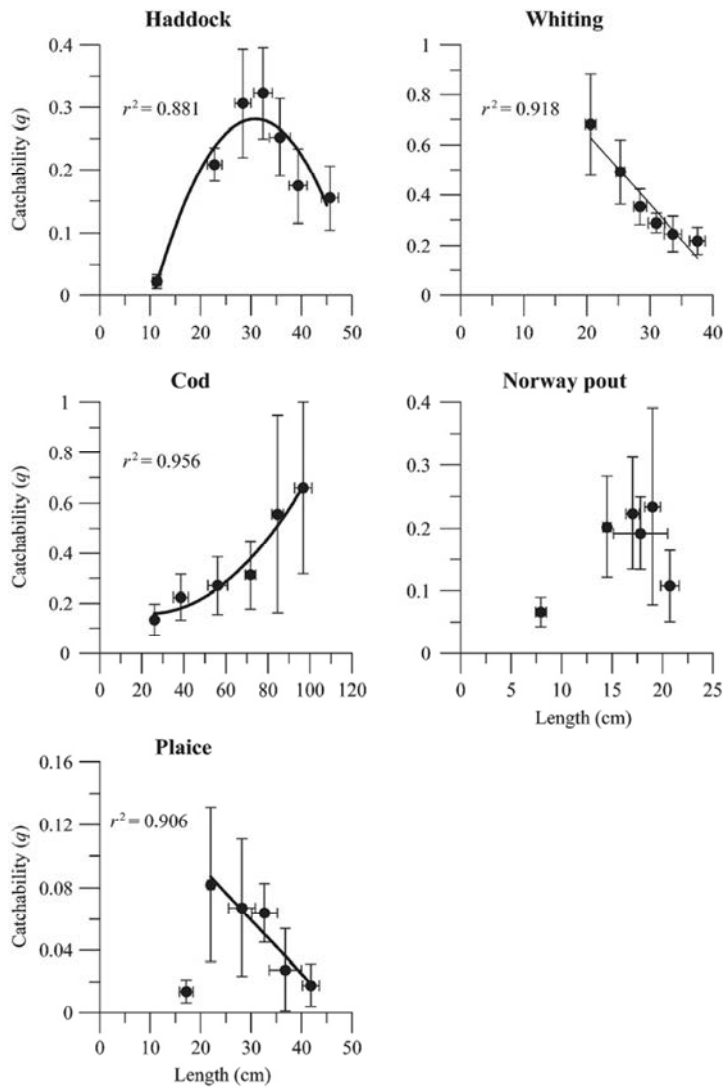 Haddock
0.4
0.3
0.2
0.1
0
Catchability (q)
r² = 0.881
0 10 20 30 40 50
Whiting
1
0.8
0.6
0.4
0.2
0
r² = 0.918
0 10 20 30 40
Cod
1
0.8
0.6
0.4
0.2
0
Catchability (q)
r² = 0.956
0 20 40 60 80 100 120
Norway pout
0.4
0.3
0.2
0.1
0
0 5 10 15 20 25
Length (cm)
Plaice
0.16
0.12
0.08
0.04
0
Catchability (q)
r² = 0.906
0 10 20 30 40 50
Length (cm)